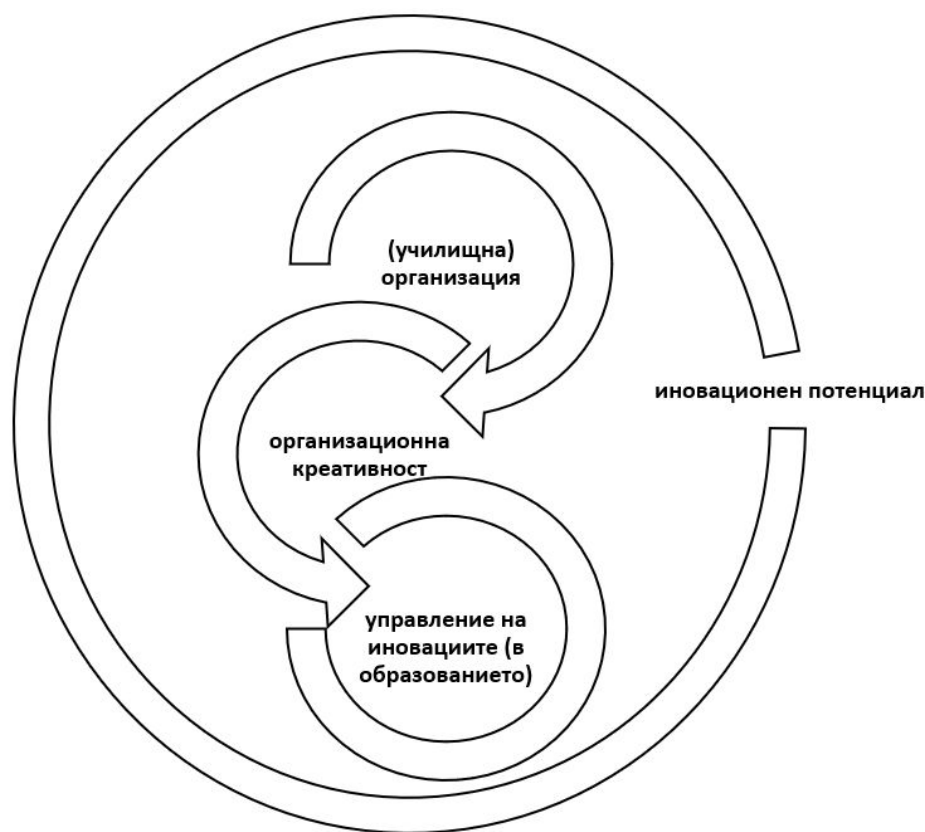 (училищна)
организация
иновационен потенциал
организационна
креативност
управление на
иновациите (в
образованието)